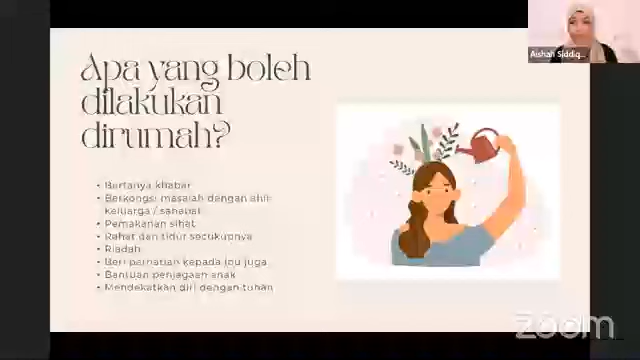 Apa yang boleh
dilakukan
dirumah?
• Bertanya khabar
• Berkongsi masalah dengan ahli
keluarga / sahabat
• Pemakanan sihat
• Rehat dan tidur secukupnya
• Riadah
• Beri perhatian kepada ibu juga
• Bantuan penjagaan anak
• Mendekatkan diri dengan tuhan
Aishah Siddiq...
zoom